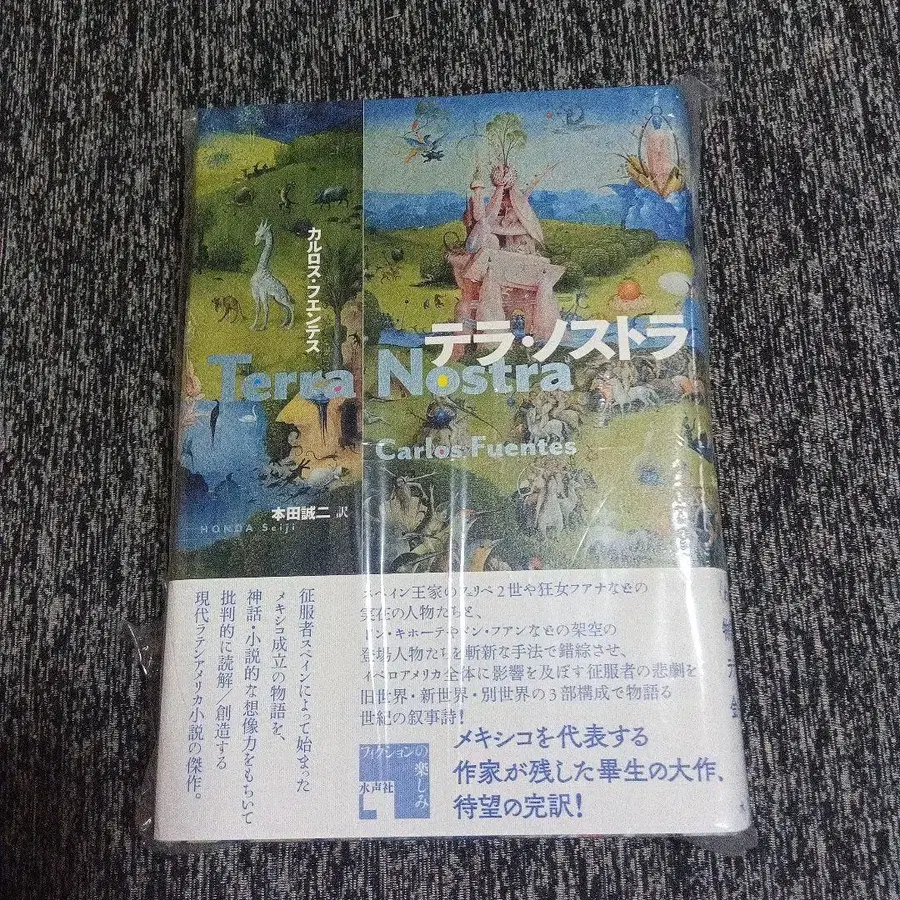 カルロス・フエンテス
テラ・ノストラ
Terra Nostra
Carlos Fuentes
本田誠二 訳
HONDA Seiji
征服者スペインによって始まった
メキシコ成立の物語を、
神話・小説的な想像力をもちいて
批判的に読解/創造する
現代ラテンアメリカ小説の傑作。
スペイン王家のフェリペ2世や狂女フアナなどの
実在の人物たちと、
ドン・キホーテやドン・フアンなどの架空の
登場人物たちを斬新な手法で錯綜させ、
イベロアメリカ全体に影響を及ぼす征服者の悲劇を
旧世界・新世界・別世界の3部構成で物語る
世紀の叙事詩!
フィクションの楽しみ
水声社
メキシコを代表する
作家が残した畢生の大作、
待望の完訳!